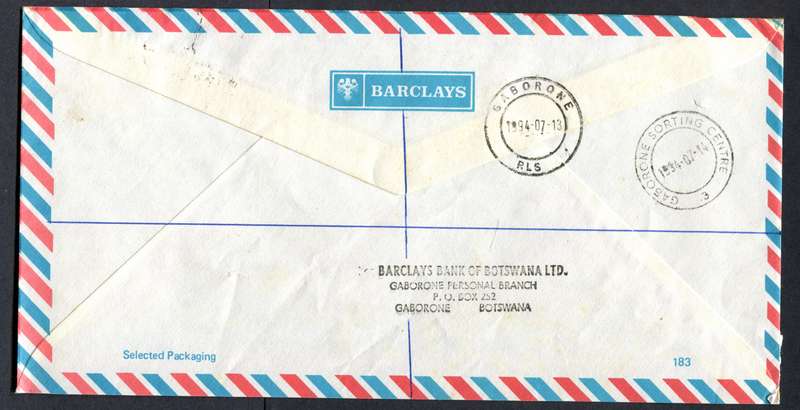 BARCLAYS
GABORONE
1994-07-13
RLS
GABORONE SORTING CENTRE
1994-07-14
3
BARCLAYS BANK OF BOTSWANA LTD.
GABORONE PERSONAL BRANCH
P. O. BOX 252
GABORONE BOTSWANA
Selected Packaging
183